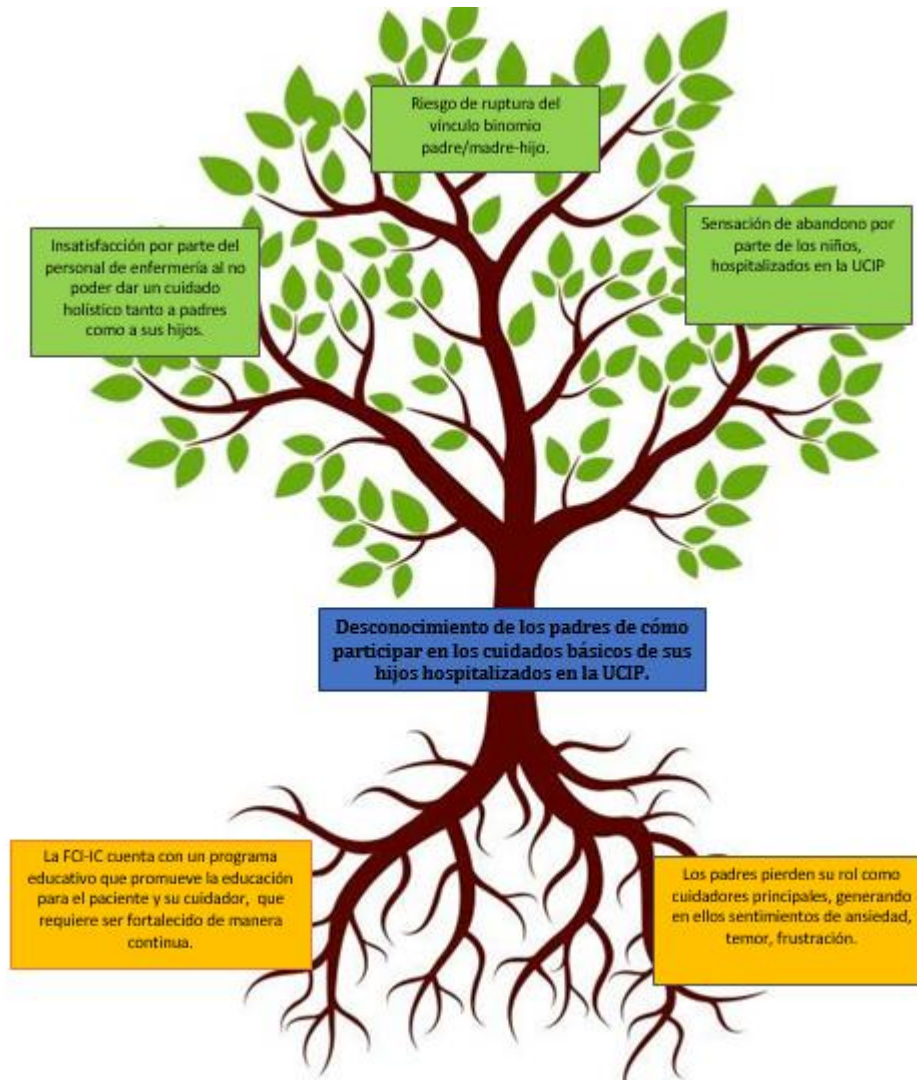 Riesgo de ruptura del
vínculo binomio
padre/madre-hijo.
Insatisfacción por parte del
personal de enfermería al no
poder dar un cuidado
holístico tanto a padres
como a sus hijos.
Sensación de abandono por
parte de los niños,
hospitalizados en la UCIP
Desconocimiento de los padres de cómo
participar en los cuidados básicos de sus
hijos hospitalizados en la UCIP.
La FCI-IC cuenta con un programa
educativo que promueve la educación
para el paciente y su cuidador, que
requiere ser fortalecido de manera
continua.
Los padres pierden su rol como
cuidadores principales, generando
en ellos sentimientos de ansiedad,
temor, frustración.